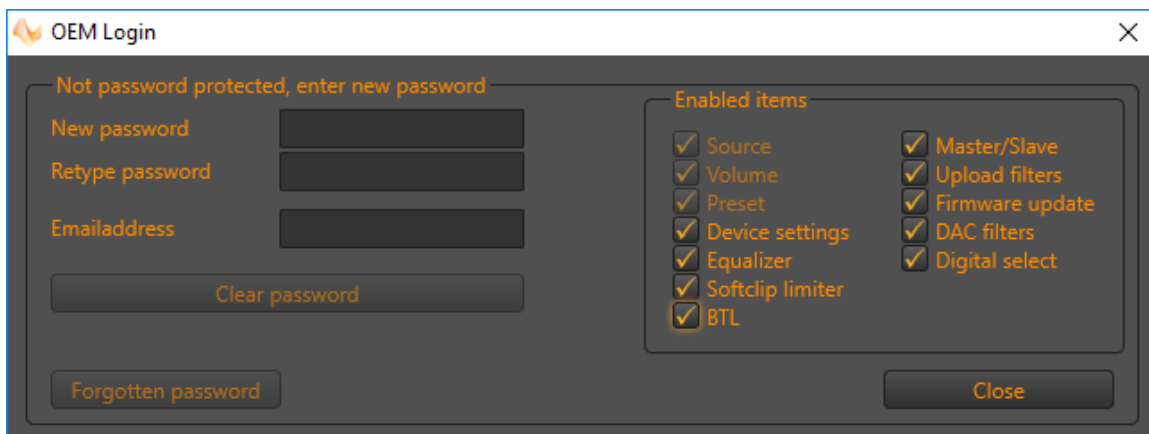 OEM Login
Not password protected, enter new password
New password
Retype password
Emailaddress
Clear password
Forgotten password
Enabled items
Source
Volume
Preset
Device settings
Equalizer
Softclip limiter
BTL
Master/Slave
Upload filters
Firmware update
DAC filters
Digital select
Close